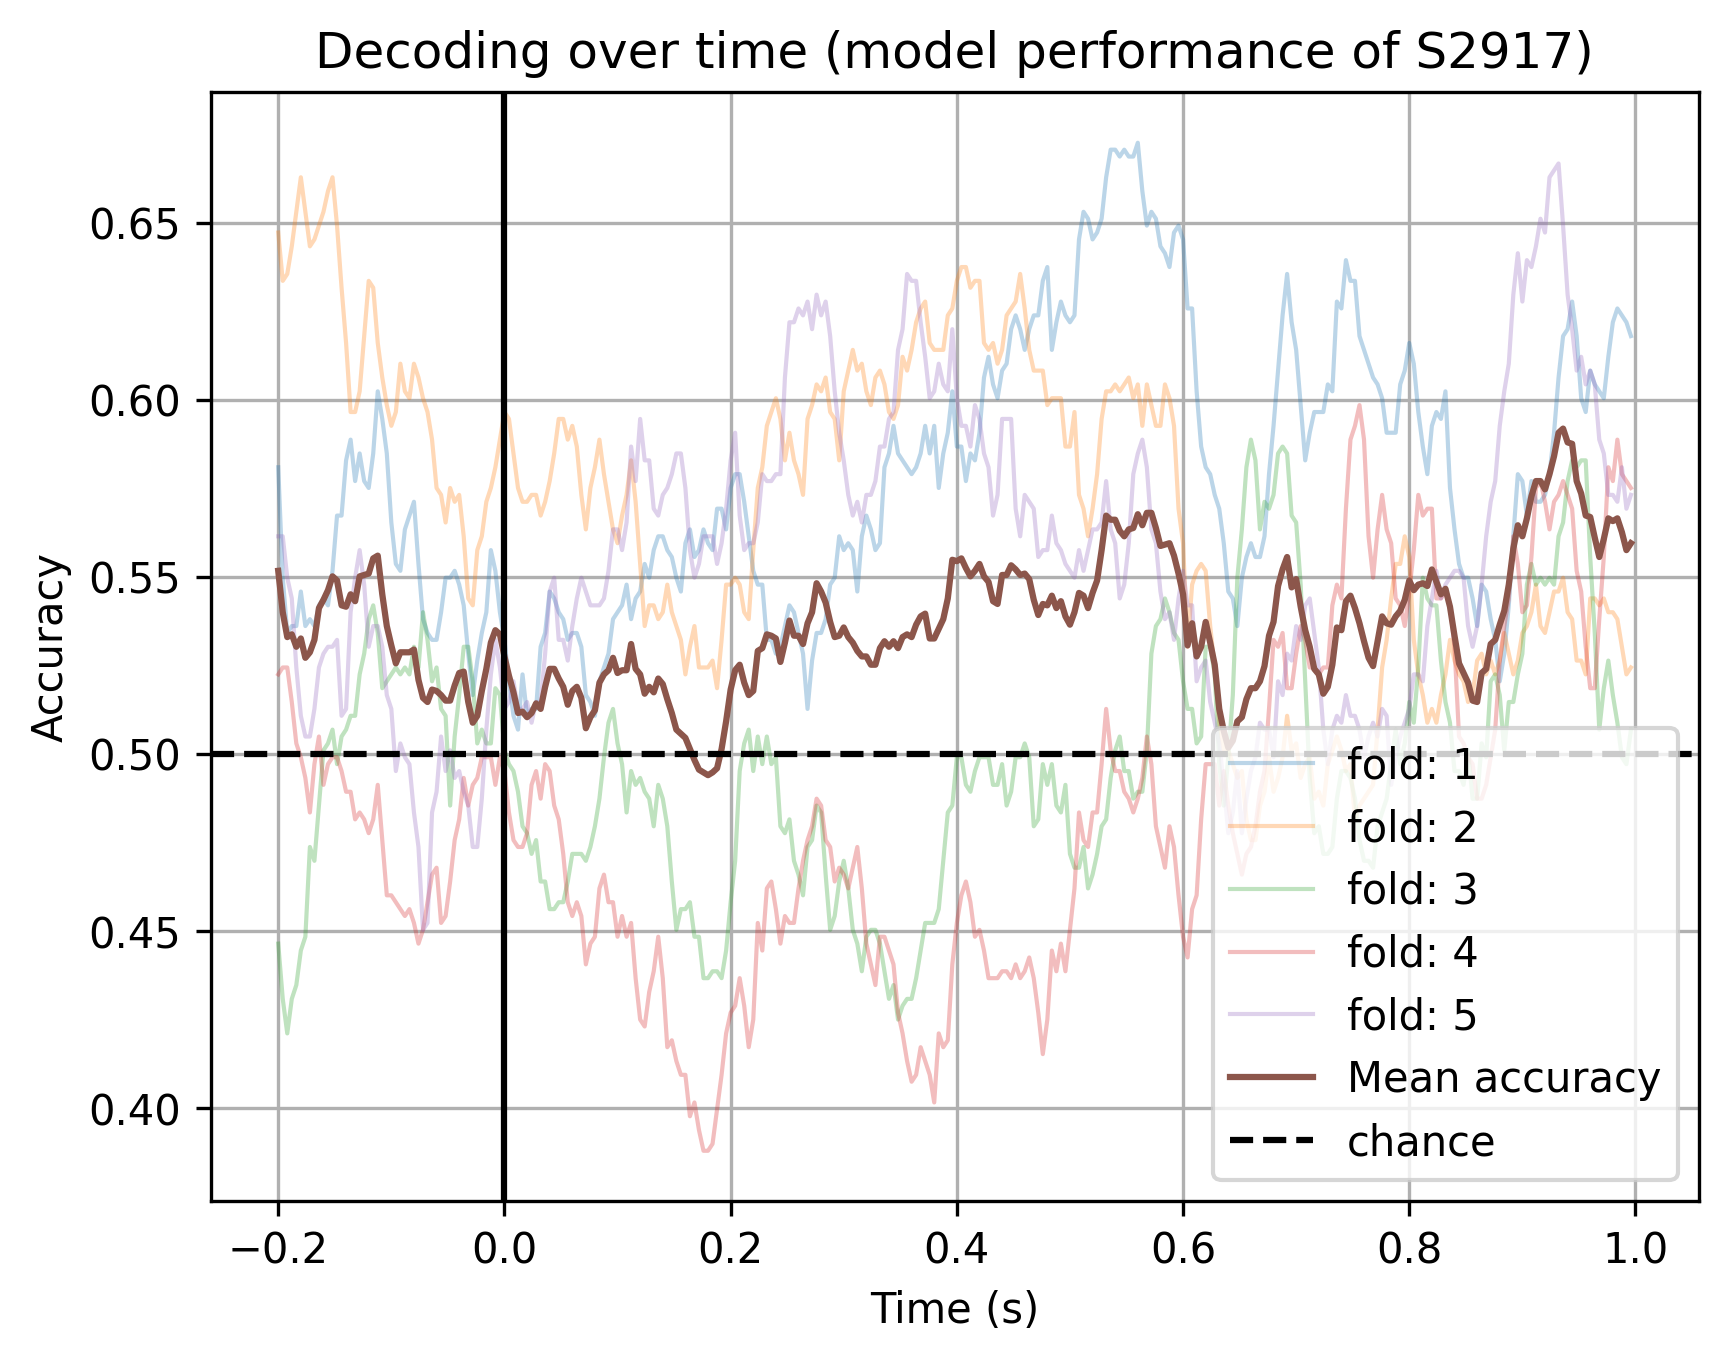 Decoding over time (model performance of S2917)
Accuracy
0.65
0.60
0.55
0.50
0.45
0.40
fold: 1
fold: 2
fold: 3
fold: 4
fold: 5
Mean accuracy
chance
−0.2 0.0 0.2 0.4 0.6 0.8 1.0
Time (s)